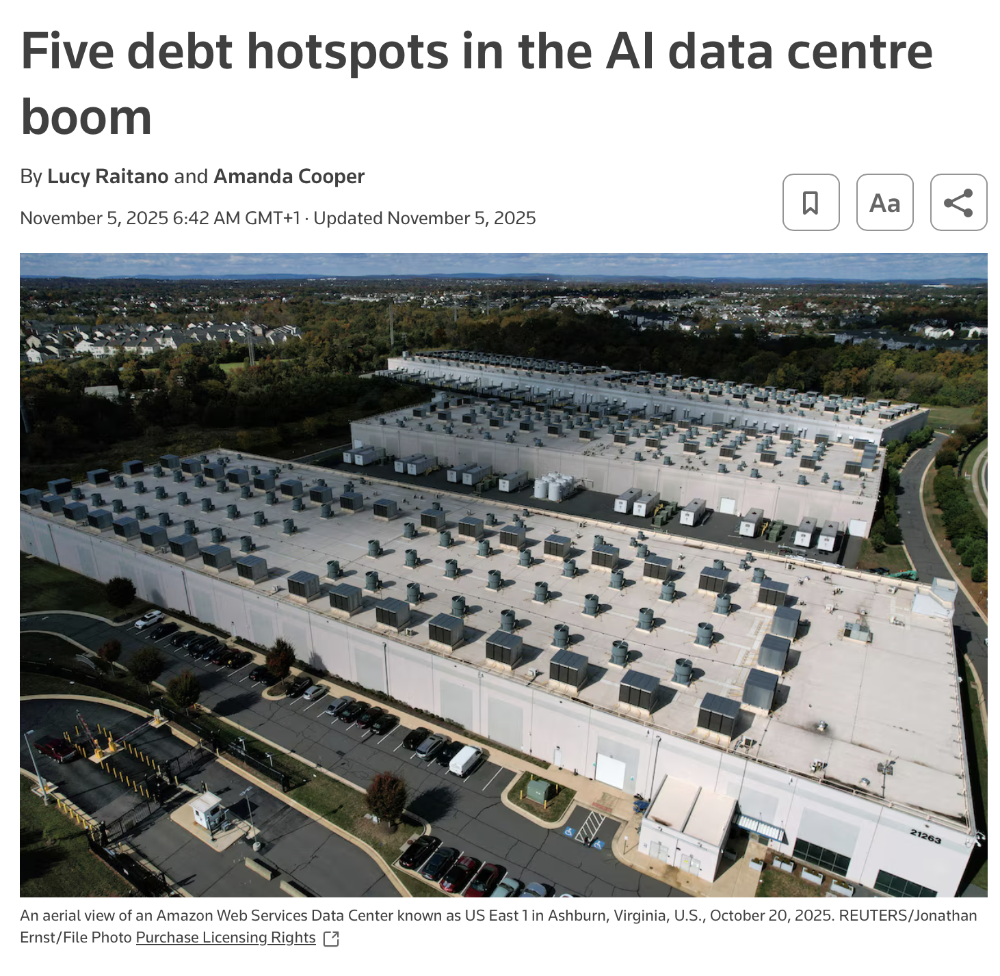 Five debt hotspots in the AI data centre
boom
By Lucy Raitano and Amanda Cooper
November 5, 2025 6:42 AM GMT+1 · Updated November 5, 2025
Aa
21267
21263
An aerial view of an Amazon Web Services Data Center known as US East 1 in Ashburn, Virginia, U.S., October 20, 2025. REUTERS/Jonathan
Ernst/File Photo Purchase Licensing Rights